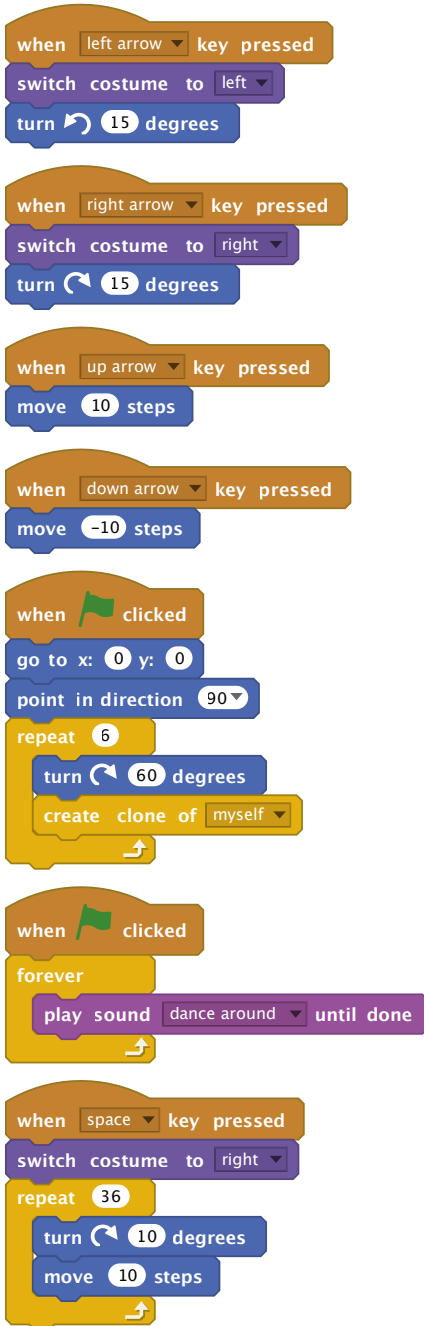 when left arrow key pressed
switch costume to left
turn 15 degrees
when right arrow key pressed
switch costume to right
turn 15 degrees
when up arrow key pressed
move 10 steps
when down arrow key pressed
move -10 steps
when clicked
go to x: 0 y: 0
point in direction 90
repeat 6
turn 60 degrees
create clone of myself
when clicked
forever
play sound dance around until done
when space key pressed
switch costume to right
repeat 36
turn 10 degrees
move 10 steps